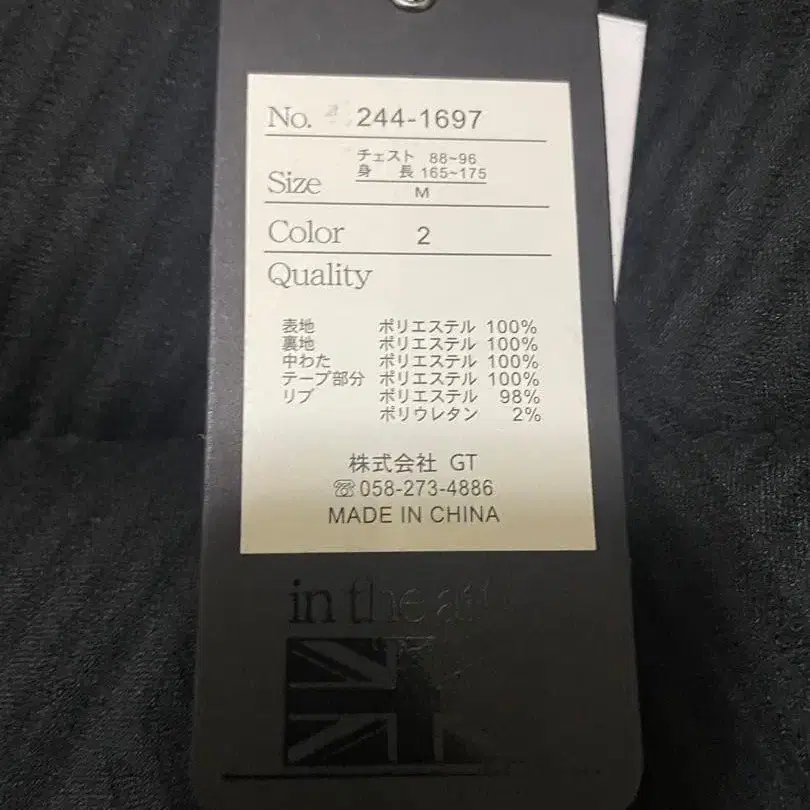 No. 244-1697
チェスト 88~96
身 長 165~175
Size
M
Color 2
Quality
表地 ポリエステル 100%
裏地 ポリエステル 100%
中わた ポリエステル 100%
テープ部分 ポリエステル 100%
リブ ポリエステル 98%
ポリウレタン 2%
株式会社 GT
☏058-273-4886
MADE IN CHINA
in the